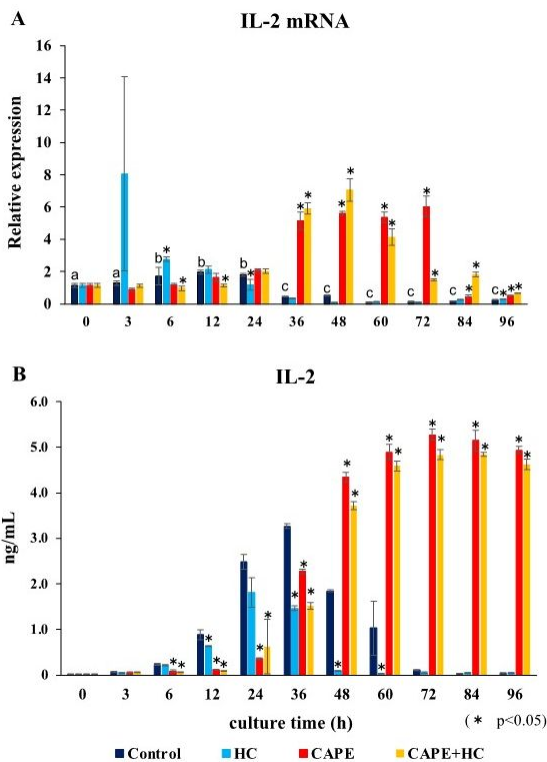 A
IL-2 mRNA
Relative expression
16
14
12
10
8
6
4
2
0
a a b b b c c c c c c
* * * * * * * * * * * * * * * * * *
0 3 6 12 24 36 48 60 72 84 96
B
IL-2
ng/mL
6.0
5.0
4.0
3.0
2.0
1.0
0
* * * * * * * * * * * * * * * * * * * * * *
0 3 6 12 24 36 48 60 72 84 96
culture time (h)
( * p<0.05)
Control HC CAPE CAPE+HC